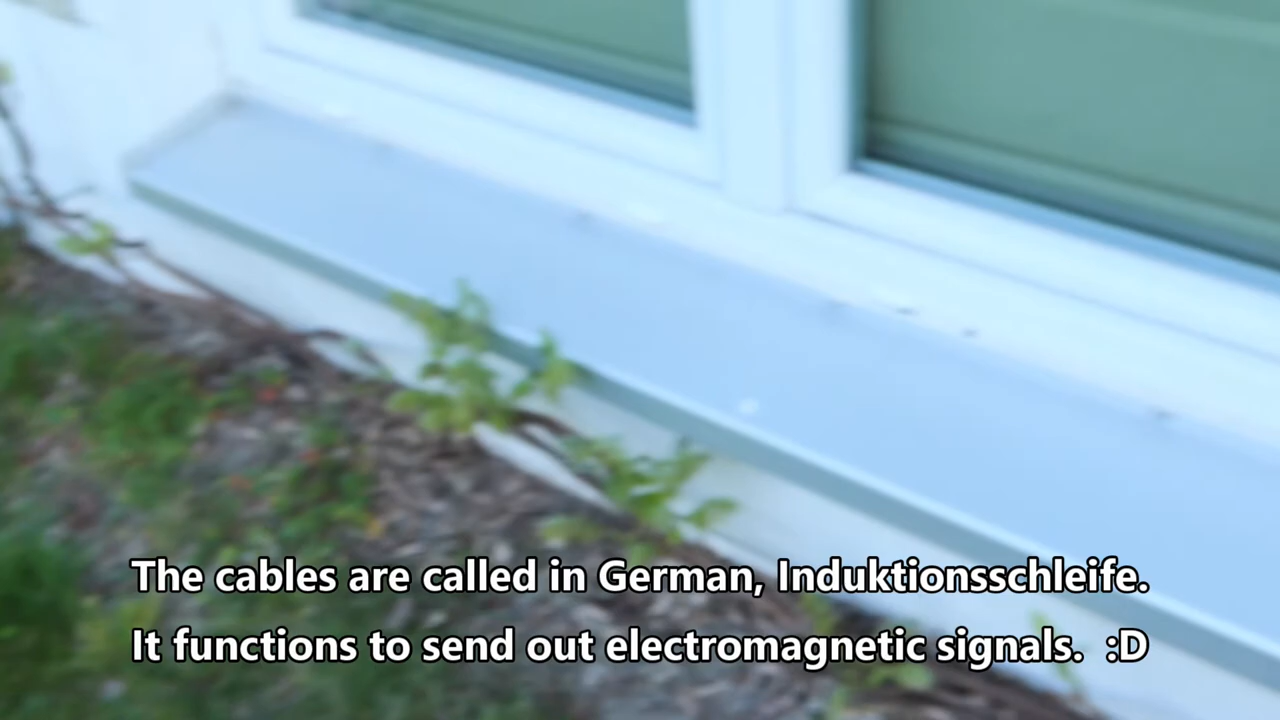 The cables are called in German, Induktionsschleife.
It functions to send out electromagnetic signals.  :D